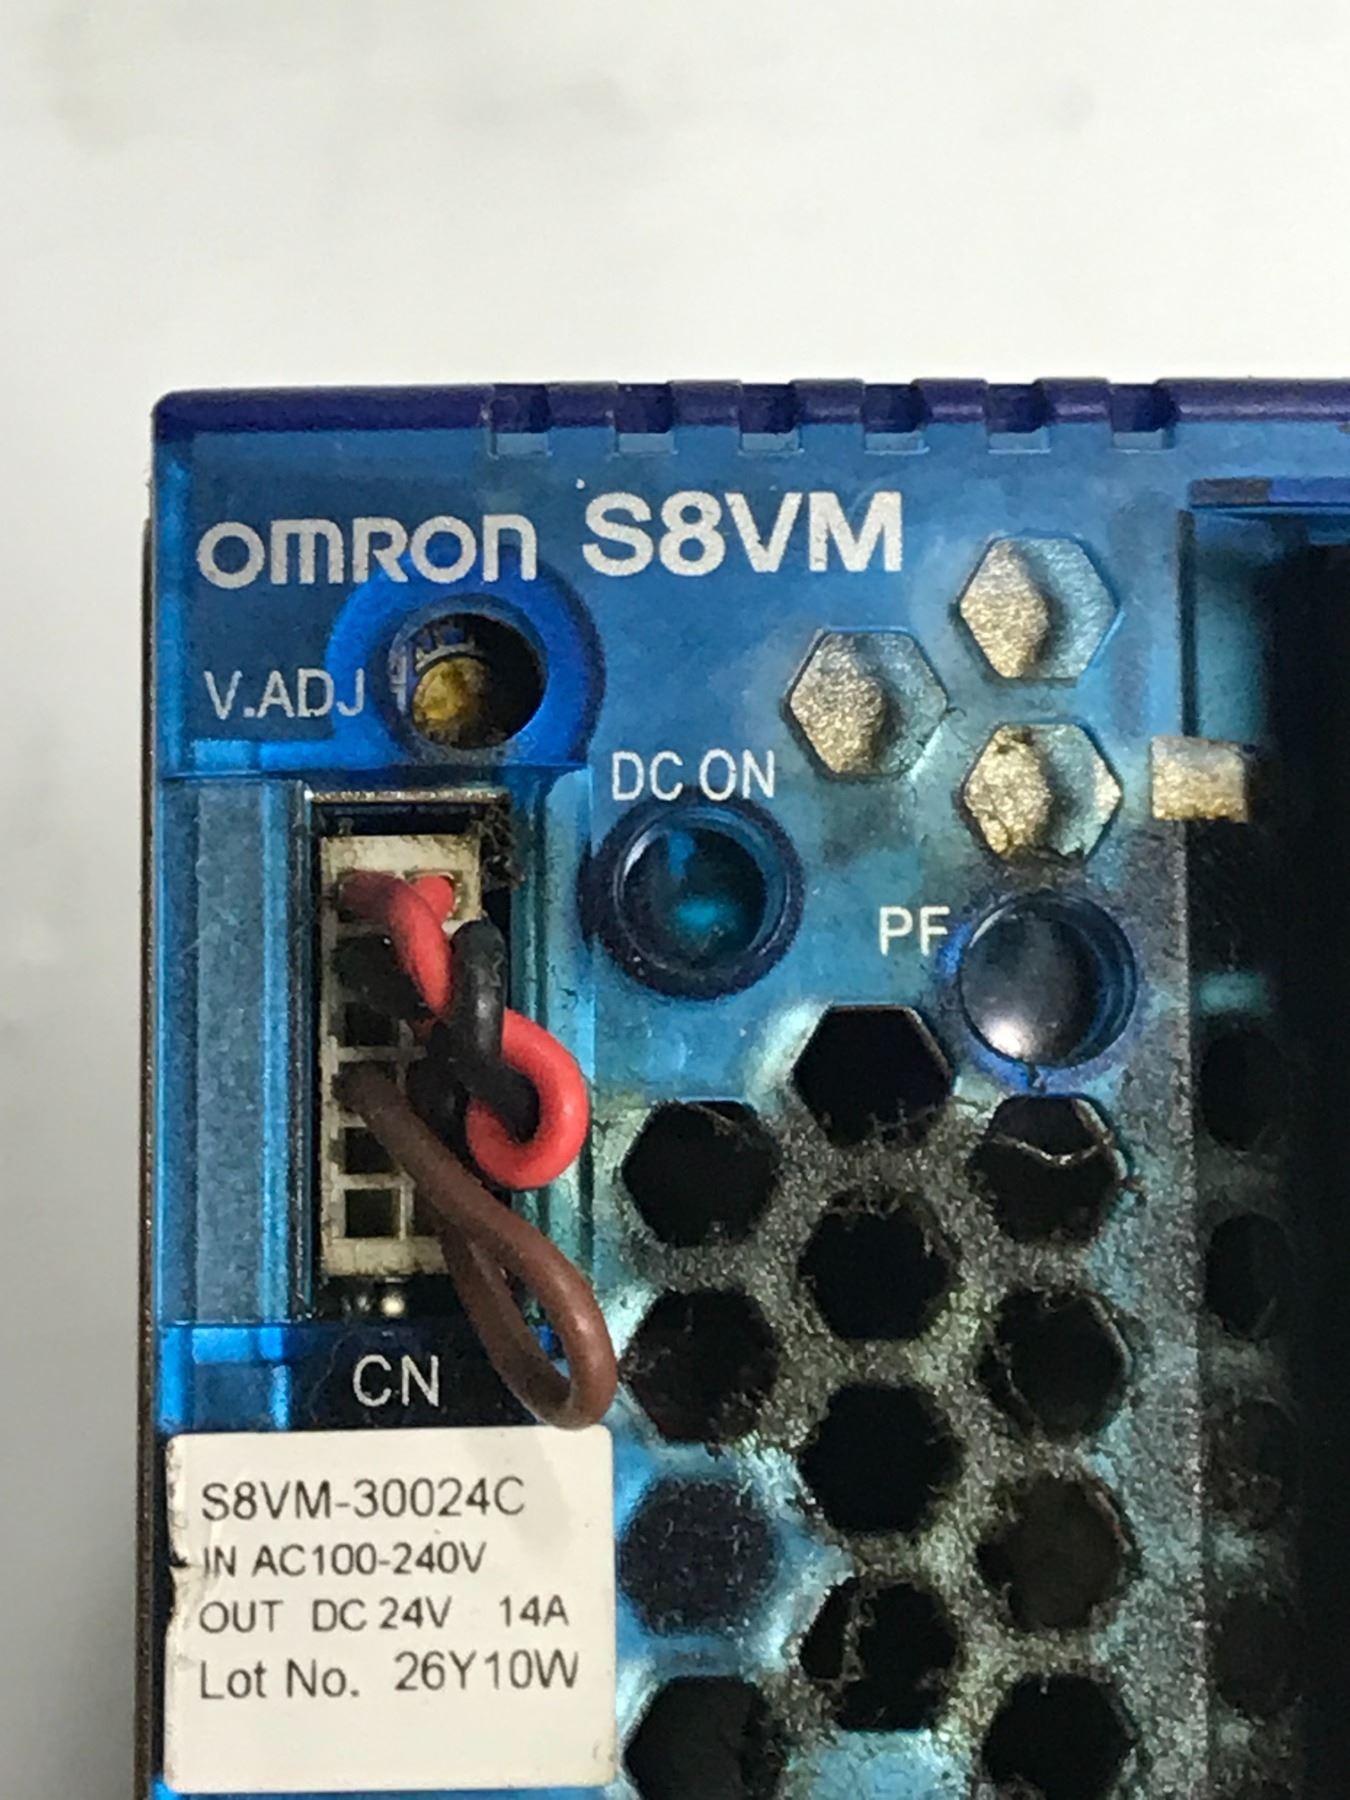 OMRON S8VM
V.ADJ
DC ON
PF
CN
S8VM-30024C
IN AC100-240V
OUT DC 24V 14A
Lot No. 26Y10W